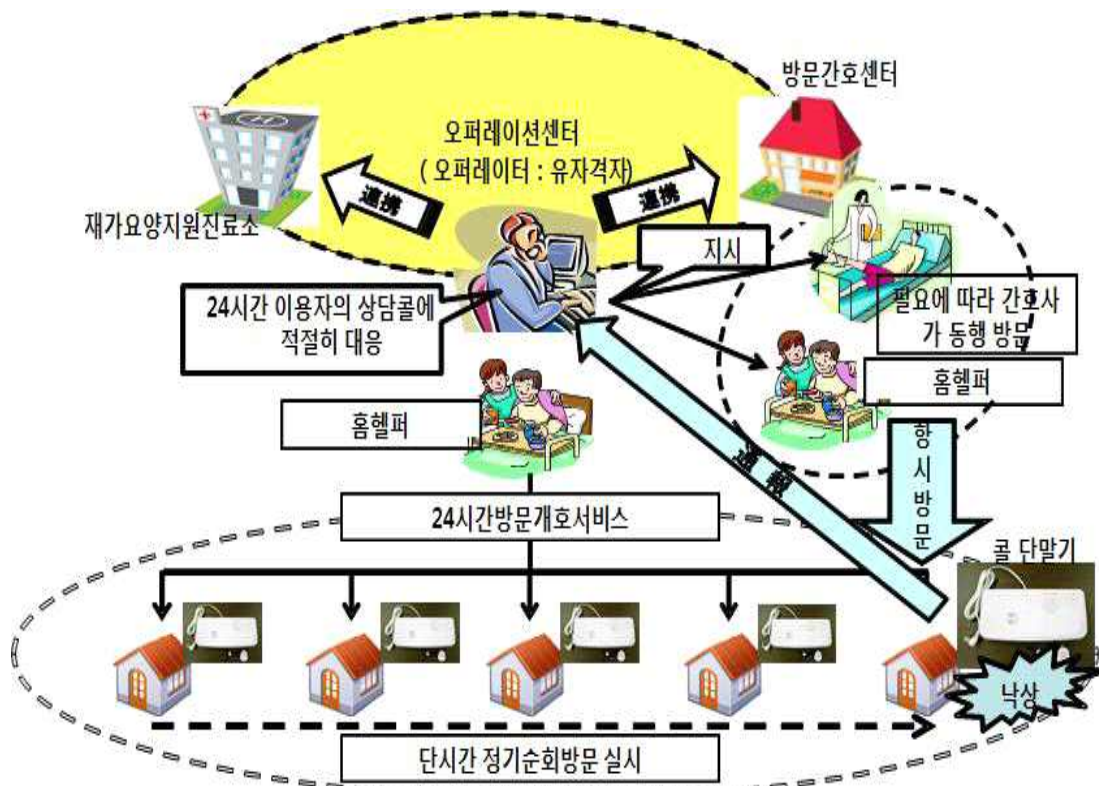 방문간호센터
오퍼레이션센터
( 오퍼레이터 : 유자격자)
連携
連携
재가요양지원진료소
지시
24시간 이용자의 상담콜에
적절히 대응
필요에 따라 간호사
가 동행 방문
홈헬퍼
홈헬퍼
항시방문
通報
24시간방문개호서비스
콜 단말기
낙상
단시간 정기순회방문 실시